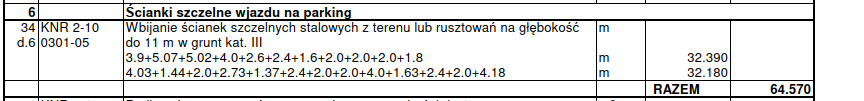 6 Ścianki szczelne wjazdu na parking
34 KNR 2-10 Wbijanie ścianek szczelnych stalowych z terenu lub rusztowań na głębokość m
d.6 0301-05 do 11 m w grunt kat. III
3.9+5.07+5.02+4.0+2.6+2.4+1.6+2.0+2.0+2.0+1.8 m 32.390
4.03+1.44+2.0+2.73+1.37+2.4+2.0+2.0+4.0+1.63+2.4+2.0+4.18 m 32.180
RAZEM 64.570